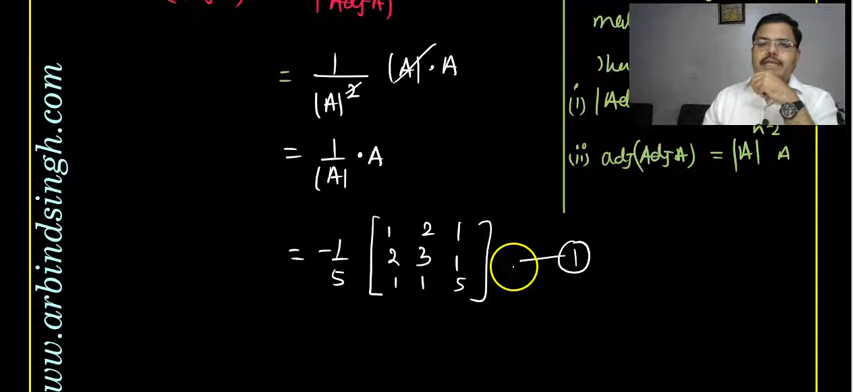 |Adj A|
= 1/|A|² |A| · A
= 1/|A| · A
= -1/5 [1 2 1
2 3 1
1 1 5] — ①
(i) |Ad
n-2
(ii) adj(Adj A) = |A| A
www.arbindsingh.com